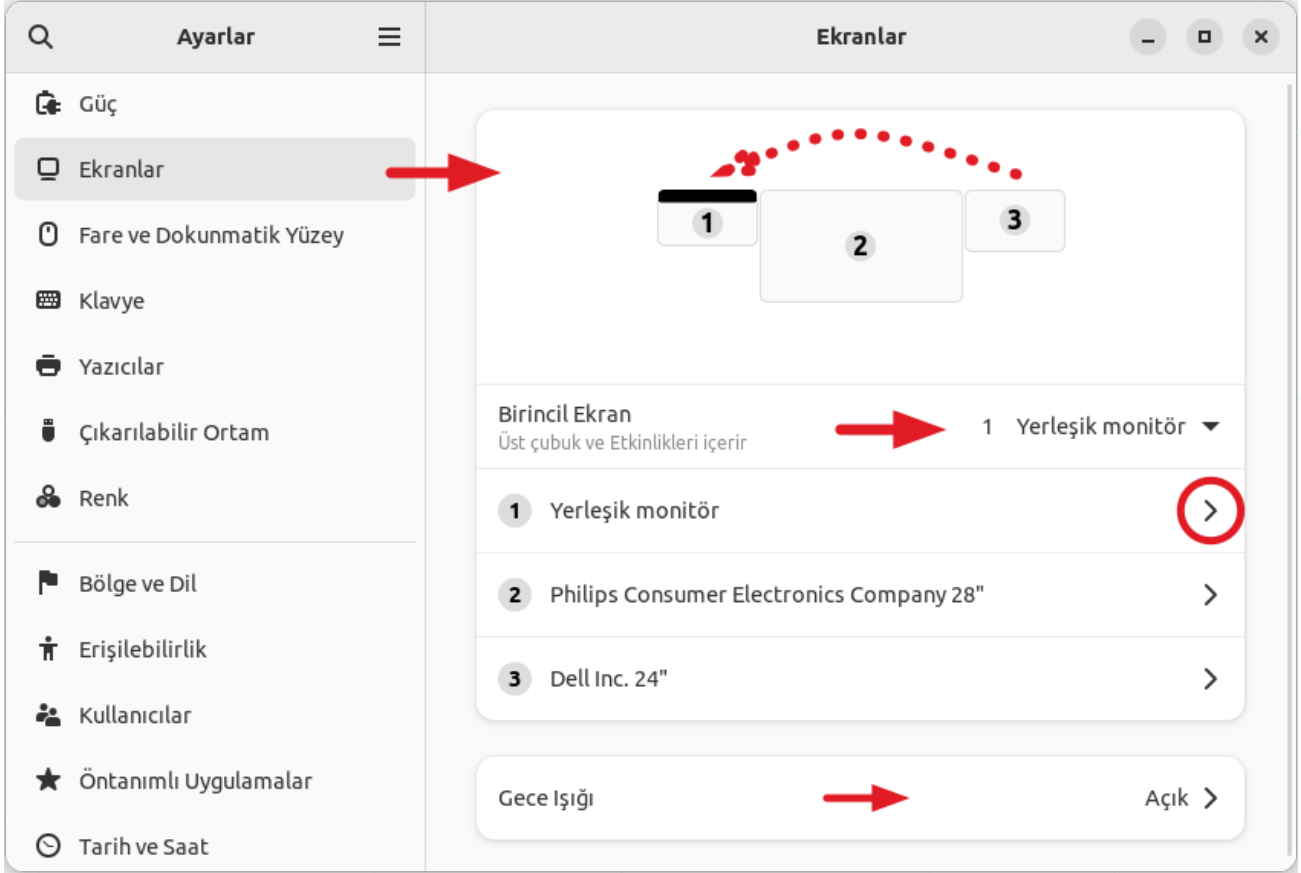 Ayarlar
Güç
Ekranlar
Fare ve Dokunmatik Yüzey
Klavye
Yazıcılar
Çıkarılabilir Ortam
Renk
Bölge ve Dil
Erişilebilirlik
Kullanıcılar
Öntanımlı Uygulamalar
Tarih ve Saat
Ekranlar
1
2
3
Birincil Ekran
Üst çubuk ve Etkinlikleri içerir
1 Yerleşik monitör
1 Yerleşik monitör
2 Philips Consumer Electronics Company 28"
3 Dell Inc. 24"
Gece Işığı Açık